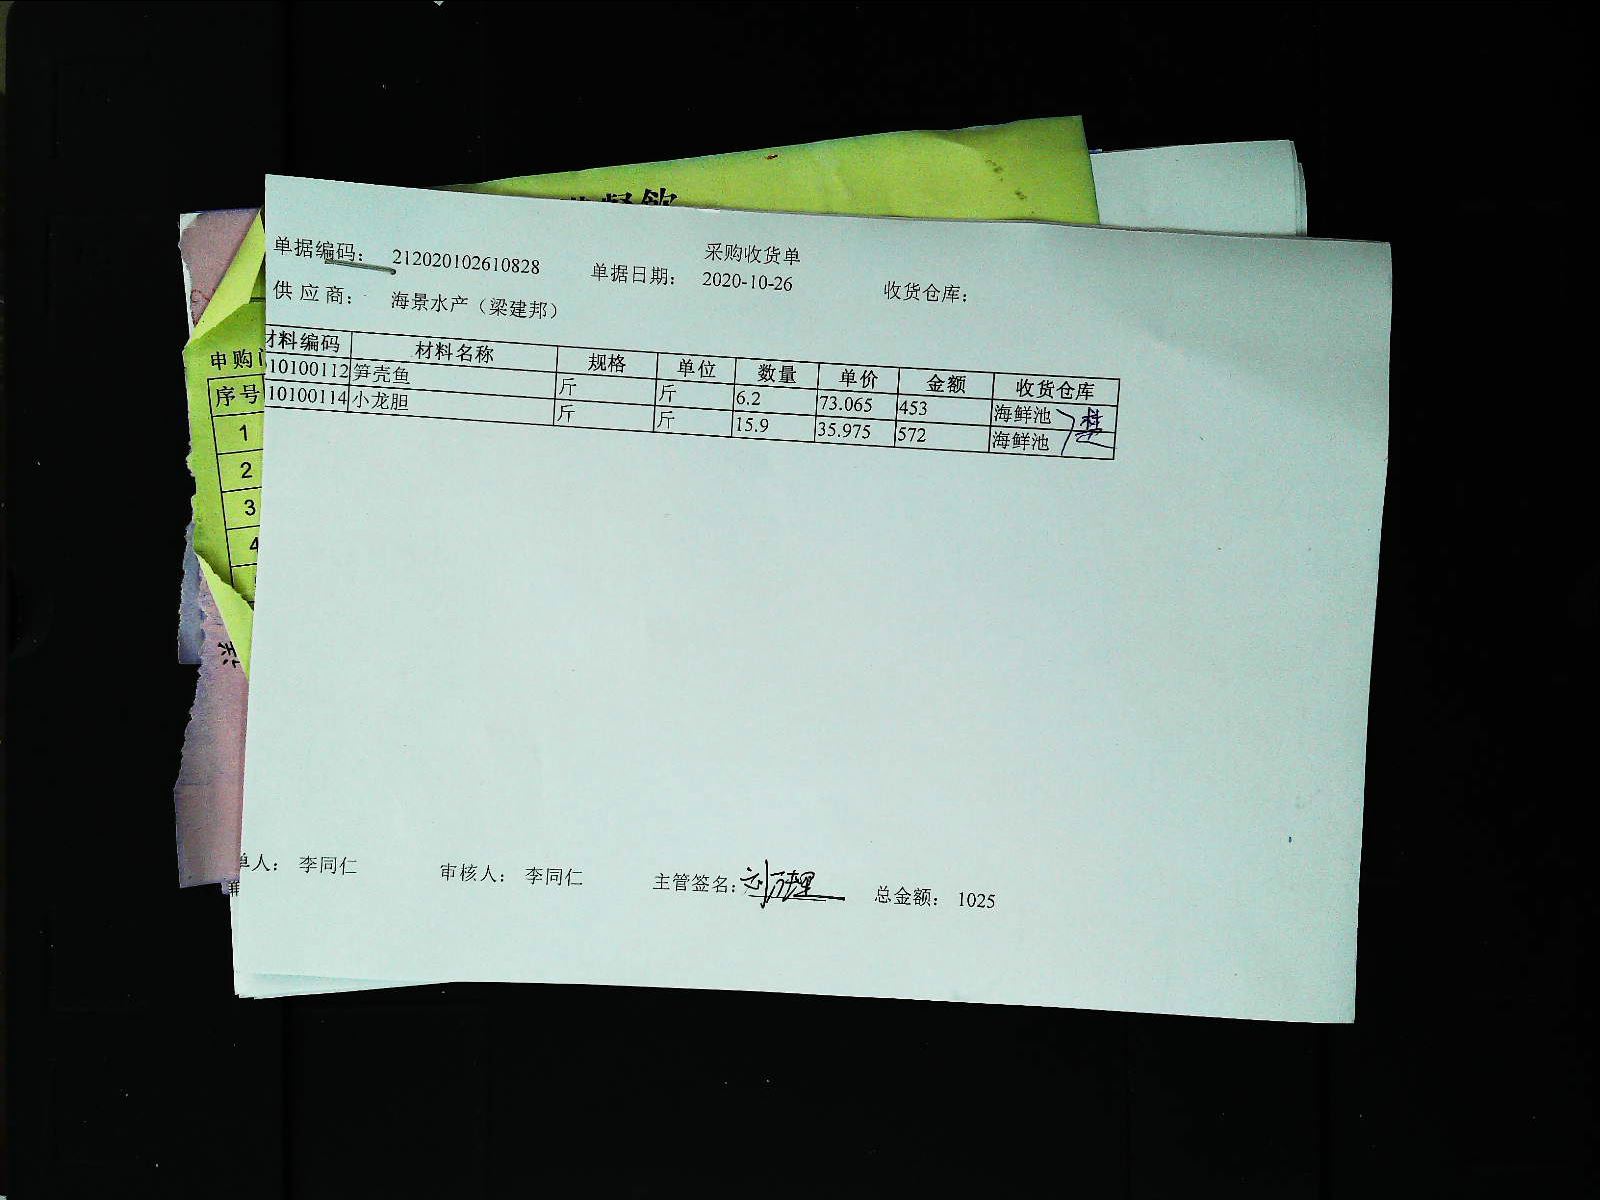 餐飲
采购收货单
单据编码： 212020102610828 单据日期： 2020-10-26 收货仓库：
供应商： 海景水产（梁建邦）
材料编码 材料名称 规格 单位 数量 单价 金额 收货仓库
10100112 笋壳鱼 斤 斤 6.2 73.065 453 海鲜池
10100114 小龙胆 斤 斤 15.9 35.975 572 海鲜池
申购
序号
1
2
3
4
单人： 李同仁 审核人： 李同仁 主管签名： 总金额： 1025